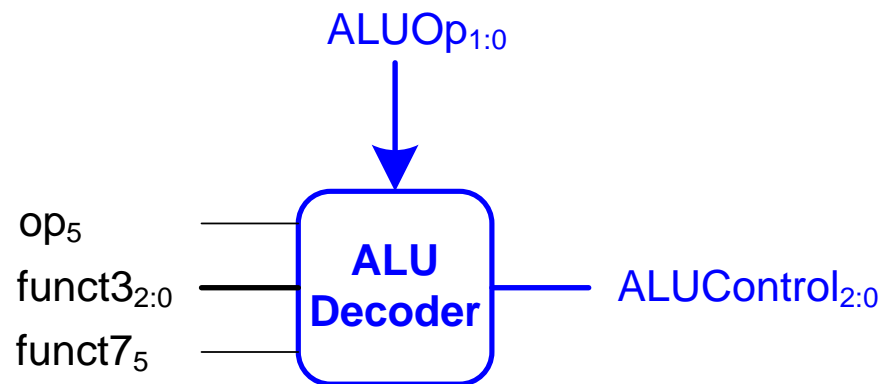 ALUOp1:0
op5
funct32:0
funct75
ALU
Decoder
ALUControl2:0